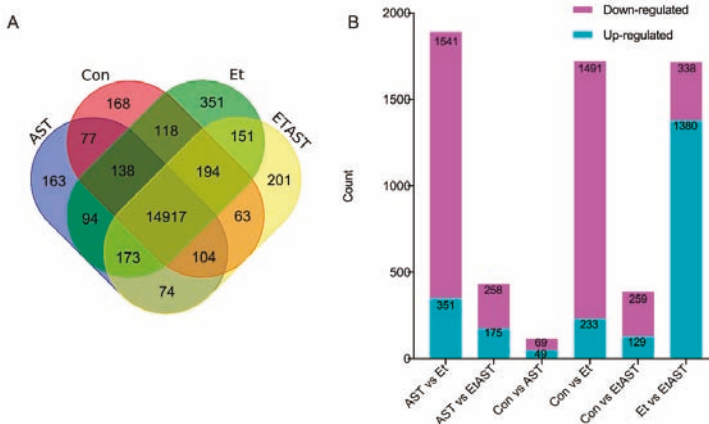 A
AST
Con
Et
ETAST
163
77
168
118
351
151
201
138
194
94
14917
63
173
104
74
B
Down-regulated
Up-regulated
Count
2000
1500
1000
500
0
1541
351
258
175
69
49
1491
233
259
129
338
1380
AST vs Et
AST vs EtAST
Con vs AST
Con vs Et
Con vs EtAST
Et vs EtAST